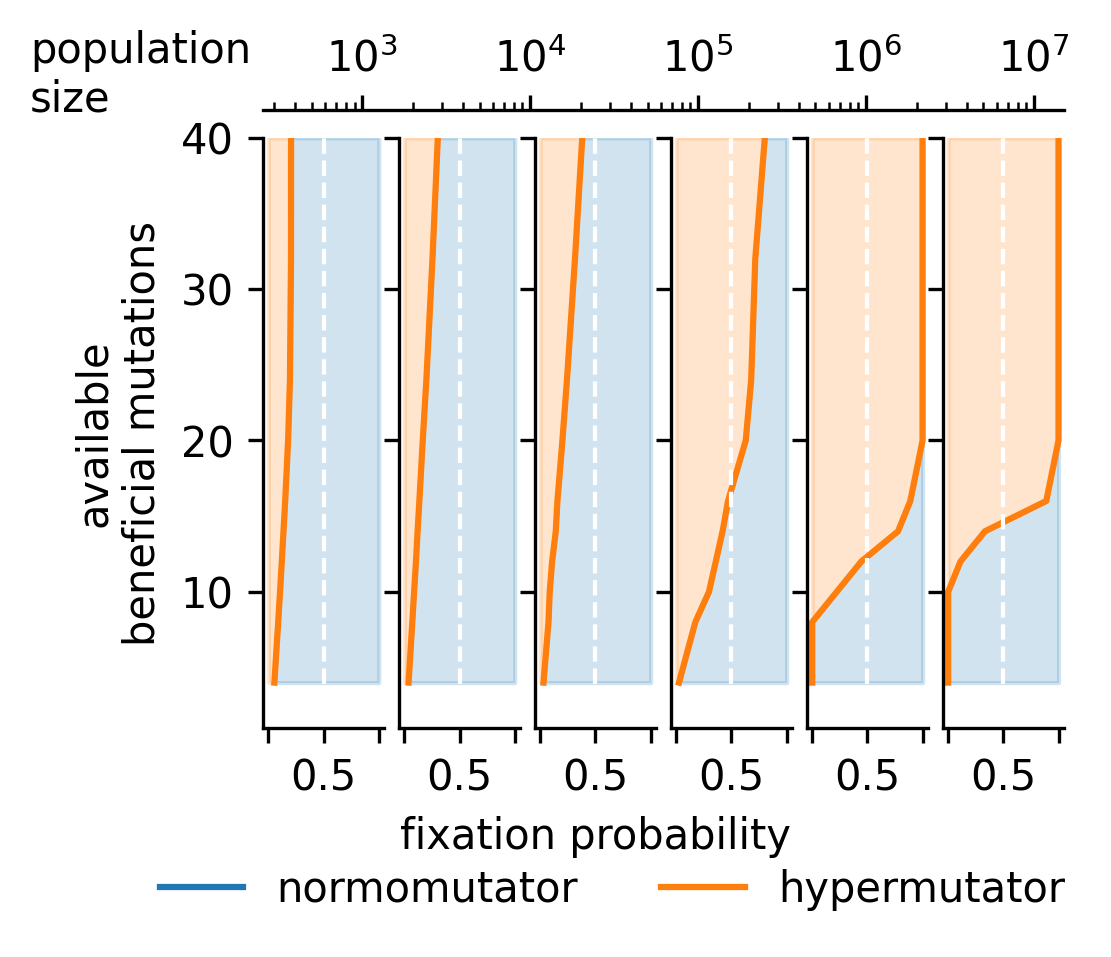 population
size
10³ 10⁴ 10⁵ 10⁶ 10⁷
40
30
20
10
available
beneficial mutations
0.5 0.5 0.5 0.5 0.5 0.5
fixation probability
normomutator hypermutator